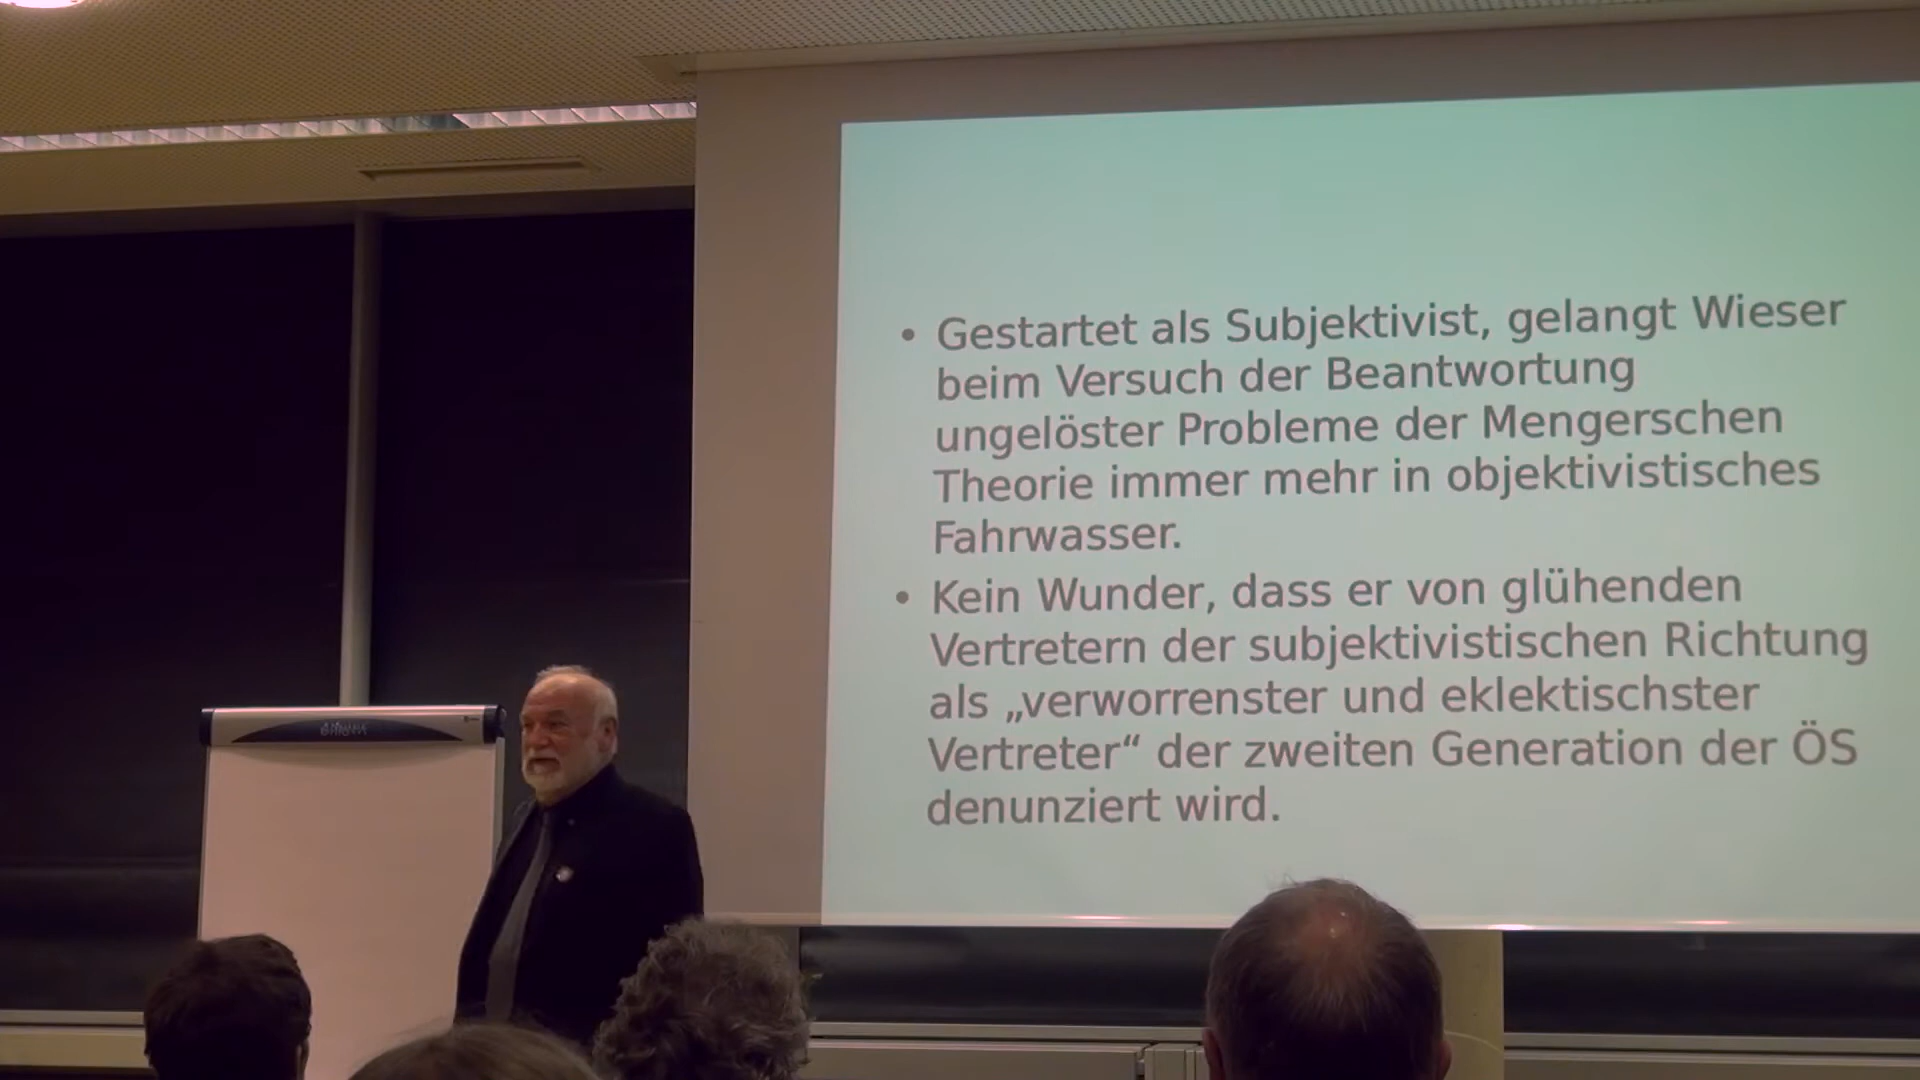 • Gestartet als Subjektivist, gelangt Wieser
beim Versuch der Beantwortung
ungelöster Probleme der Mengerschen
Theorie immer mehr in objektivistisches
Fahrwasser.
• Kein Wunder, dass er von glühenden
Vertretern der subjektivistischen Richtung
als „verworrenster und eklektischster
Vertreter“ der zweiten Generation der ÖS
denunziert wird.